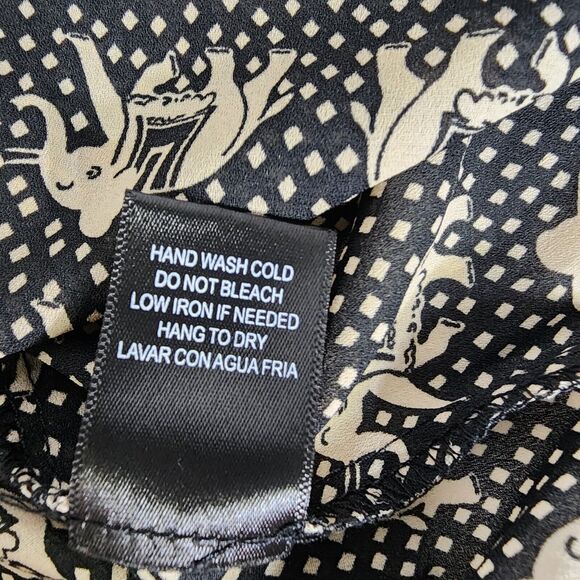 HAND WASH COLD
DO NOT BLEACH
LOW IRON IF NEEDED
HANG TO DRY
LAVAR CON AGUA FRIA